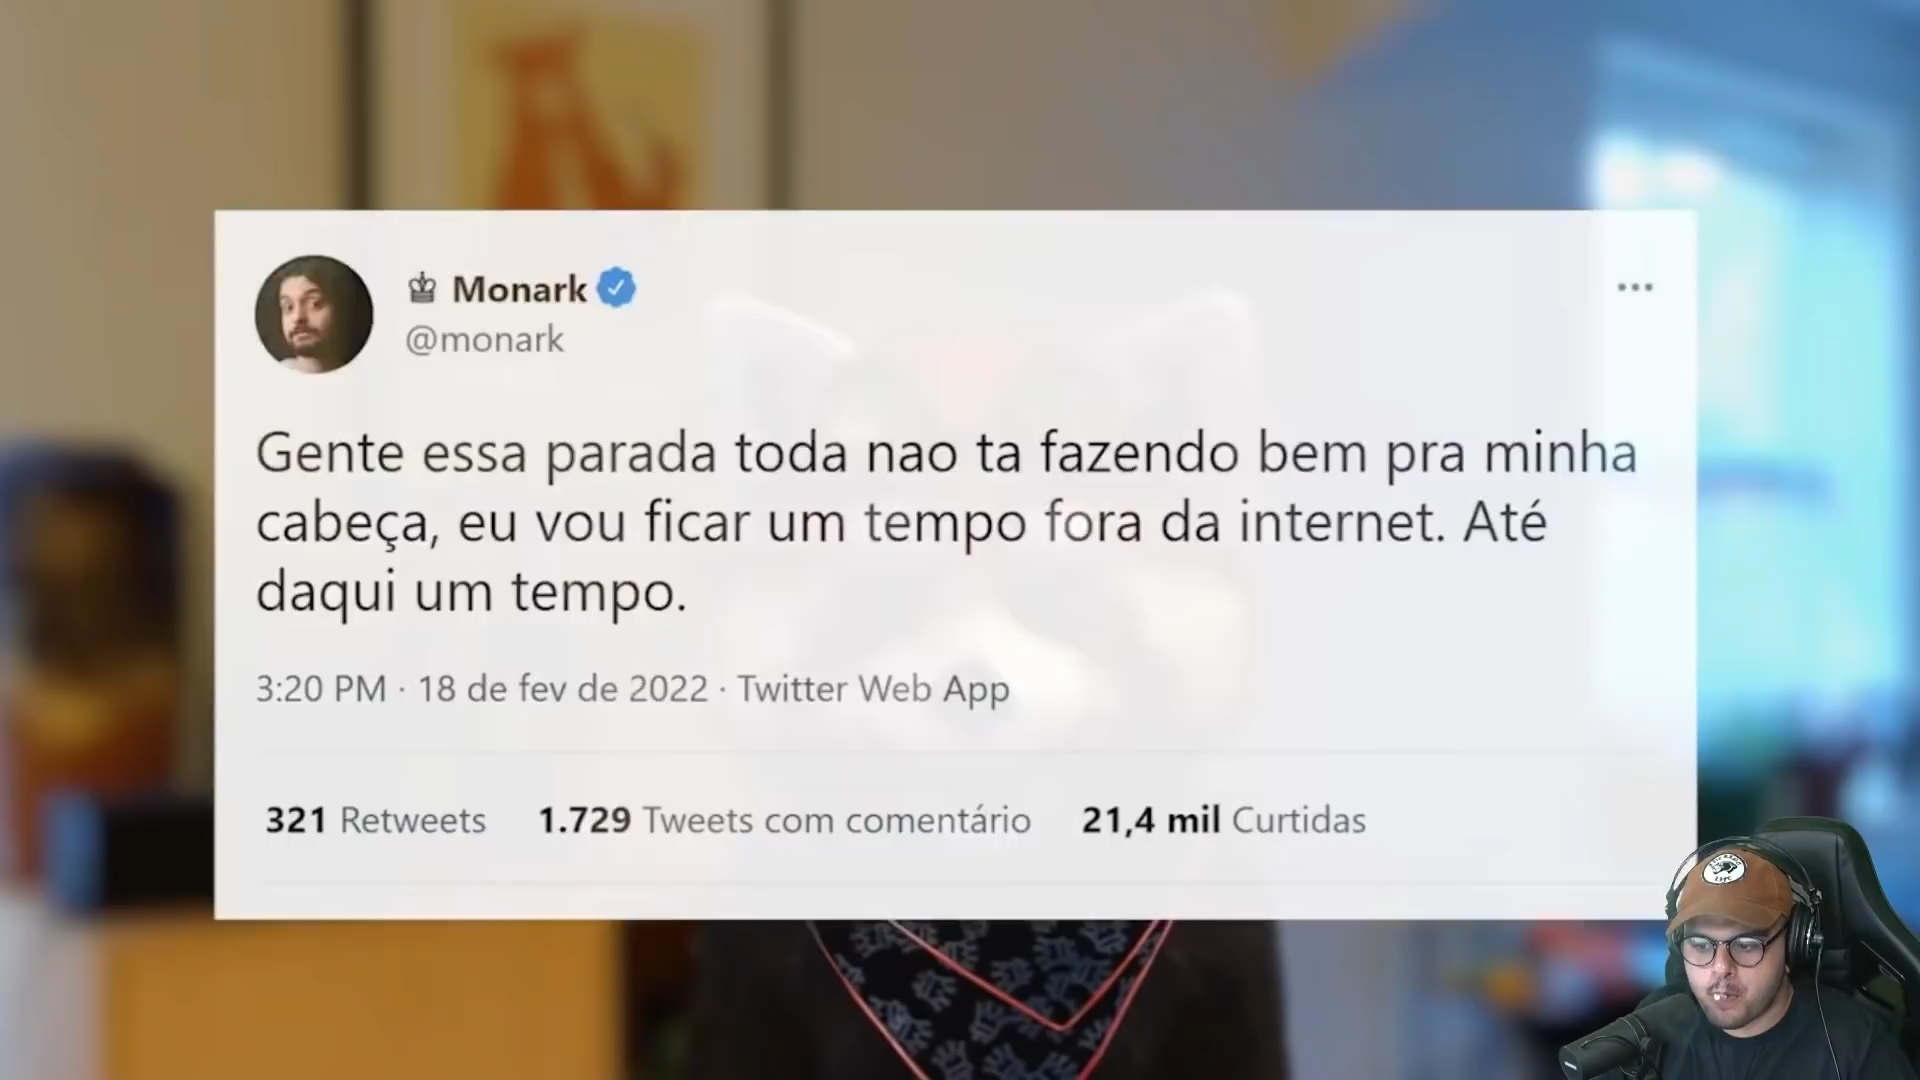 ♔ Monark
@monark
Gente essa parada toda nao ta fazendo bem pra minha
cabeça, eu vou ficar um tempo fora da internet. Até
daqui um tempo.
3:20 PM · 18 de fev de 2022 · Twitter Web App
321 Retweets 1.729 Tweets com comentário 21,4 mil Curtidas